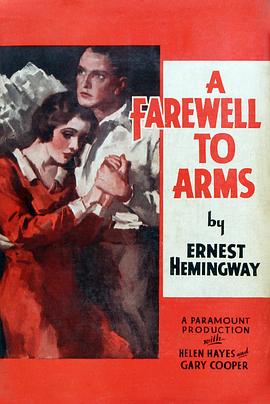 A
FAREWELL
TO
ARMS
by
ERNEST
HEMINGWAY
A PARAMOUNT
PRODUCTION
with
HELEN HAYES and
GARY COOPER